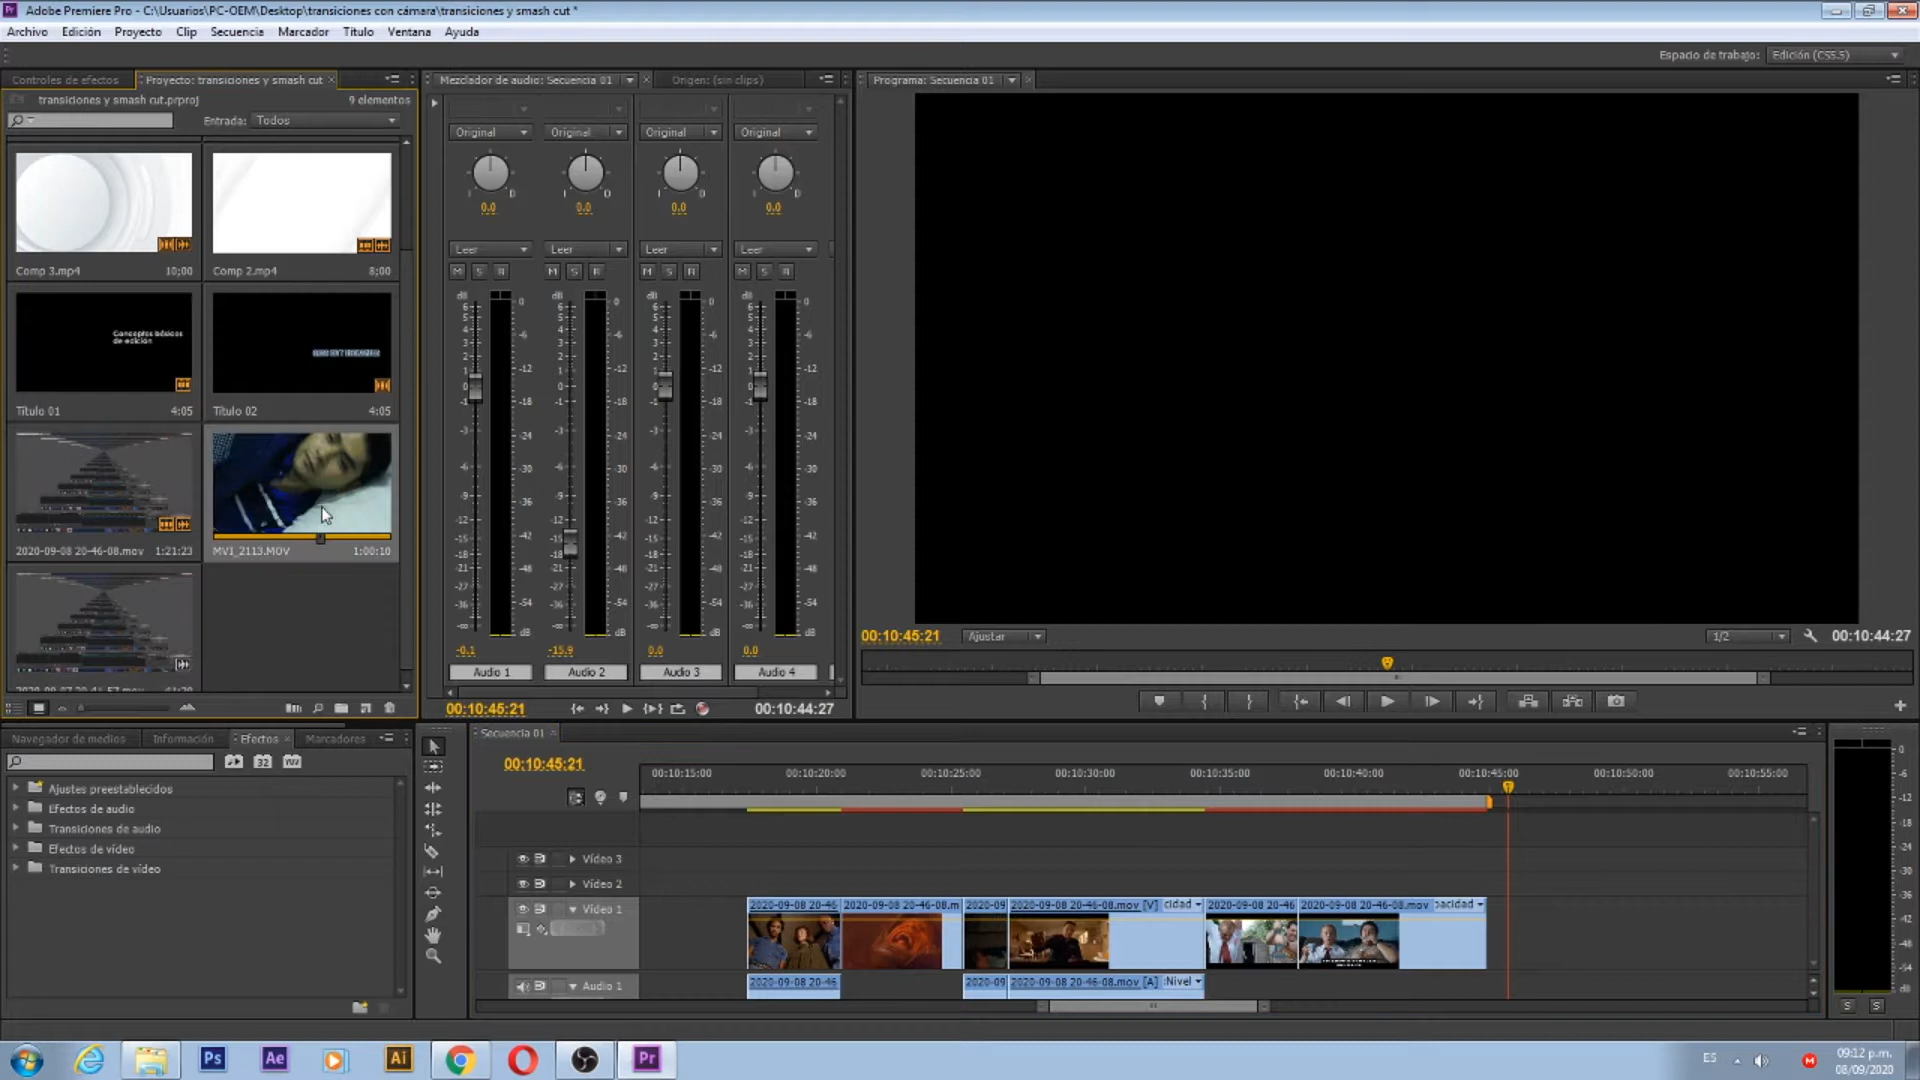 Adobe Premiere Pro - C:\Usuarios\PC-OEM\Desktop\transiciones con cámara\transiciones y smash cut *
Archivo Edición Proyecto Clip Secuencia Marcador Título Ventana Ayuda
Espacio de trabajo: Edición (CS5.5)
Controles de efectos Proyecto: transiciones y smash cut
Mezclador de audio: Secuencia 01 Origen: (sin clips)
Programa: Secuencia 01
transiciones y smash cut.prproj 9 elementos
Entrada: Todos
Original Original Original Original
I D I D I D I D
0.0 0.0 0.0 0.0
Leer Leer Leer Leer
M S R M S R M S R M S R
Comp 3.mp4 10;00
Comp 2.mp4 8;00
Conceptos básicos
de edición
Título 01 4:05
Título 02 4:05
2020-09-08 20-46-08.mov 1:21:23
MVI_2113.MOV 1:00:10
-0.1 -15.9 0.0 0.0
Audio 1 Audio 2 Audio 3 Audio 4
00:10:45:21 00:10:44:27
00:10:45:21 Ajustar 1/2 00:10:44:27
Navegador de medios Información Efectos Marcadores
Ajustes preestablecidos
Efectos de audio
Transiciones de audio
Efectos de vídeo
Transiciones de vídeo
Secuencia 01
00:10:45:21
00:10:15:00 00:10:20:00 00:10:25:00 00:10:30:00 00:10:35:00 00:10:40:00 00:10:45:00 00:10:50:00 00:10:55:00
Vídeo 3
Vídeo 2
Vídeo 1
2020-09-08 20-46 2020-09-08 20-46-08.m 2020-09 2020-09-08 20-46-08.mov [V] cidad 2020-09-08 20-46 2020-09-08 20-46-08.mov pacidad
Audio 1
2020-09-08 20-46 2020-09 2020-09-08 20-46-08.mov [A] :Nivel
S S
Ps Ae Ai Pr
ES
09:12 p.m.
08/09/2020